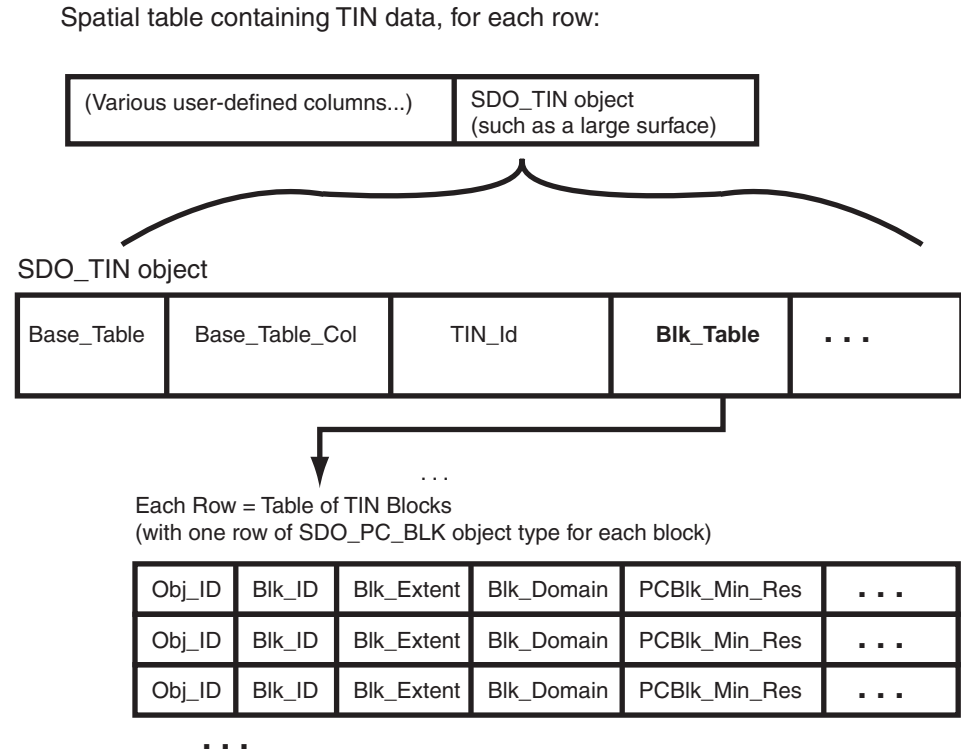 Spatial table containing TIN data, for each row:
(Various user-defined columns...) SDO_TIN object
(such as a large surface)
SDO_TIN object
Base_Table Base_Table_Col TIN_Id Blk_Table ...
...
Each Row = Table of TIN Blocks
(with one row of SDO_PC_BLK object type for each block)
Obj_ID Blk_ID Blk_Extent Blk_Domain PCBlk_Min_Res ...
Obj_ID Blk_ID Blk_Extent Blk_Domain PCBlk_Min_Res ...
Obj_ID Blk_ID Blk_Extent Blk_Domain PCBlk_Min_Res ...
...